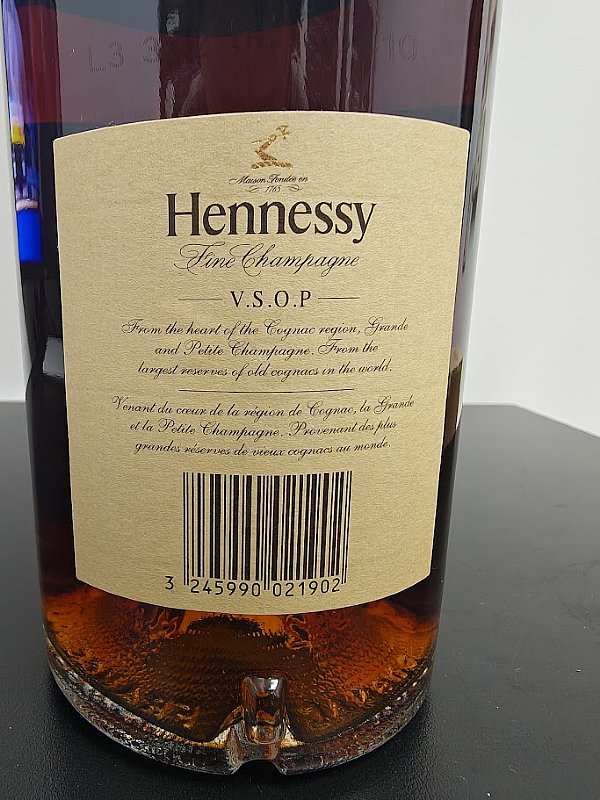 L3 3
Maison Fondée en
1765
Hennessy
Fine Champagne
V.S.O.P
From the heart of the Cognac region, Grande
and Petite Champagne. From the
largest reserves of old cognacs in the world.
Venant du cœur de la région de Cognac, la Grande
et la Petite Champagne. Provenant des plus
grandes réserves de vieux cognacs au monde.
3 245990 021902